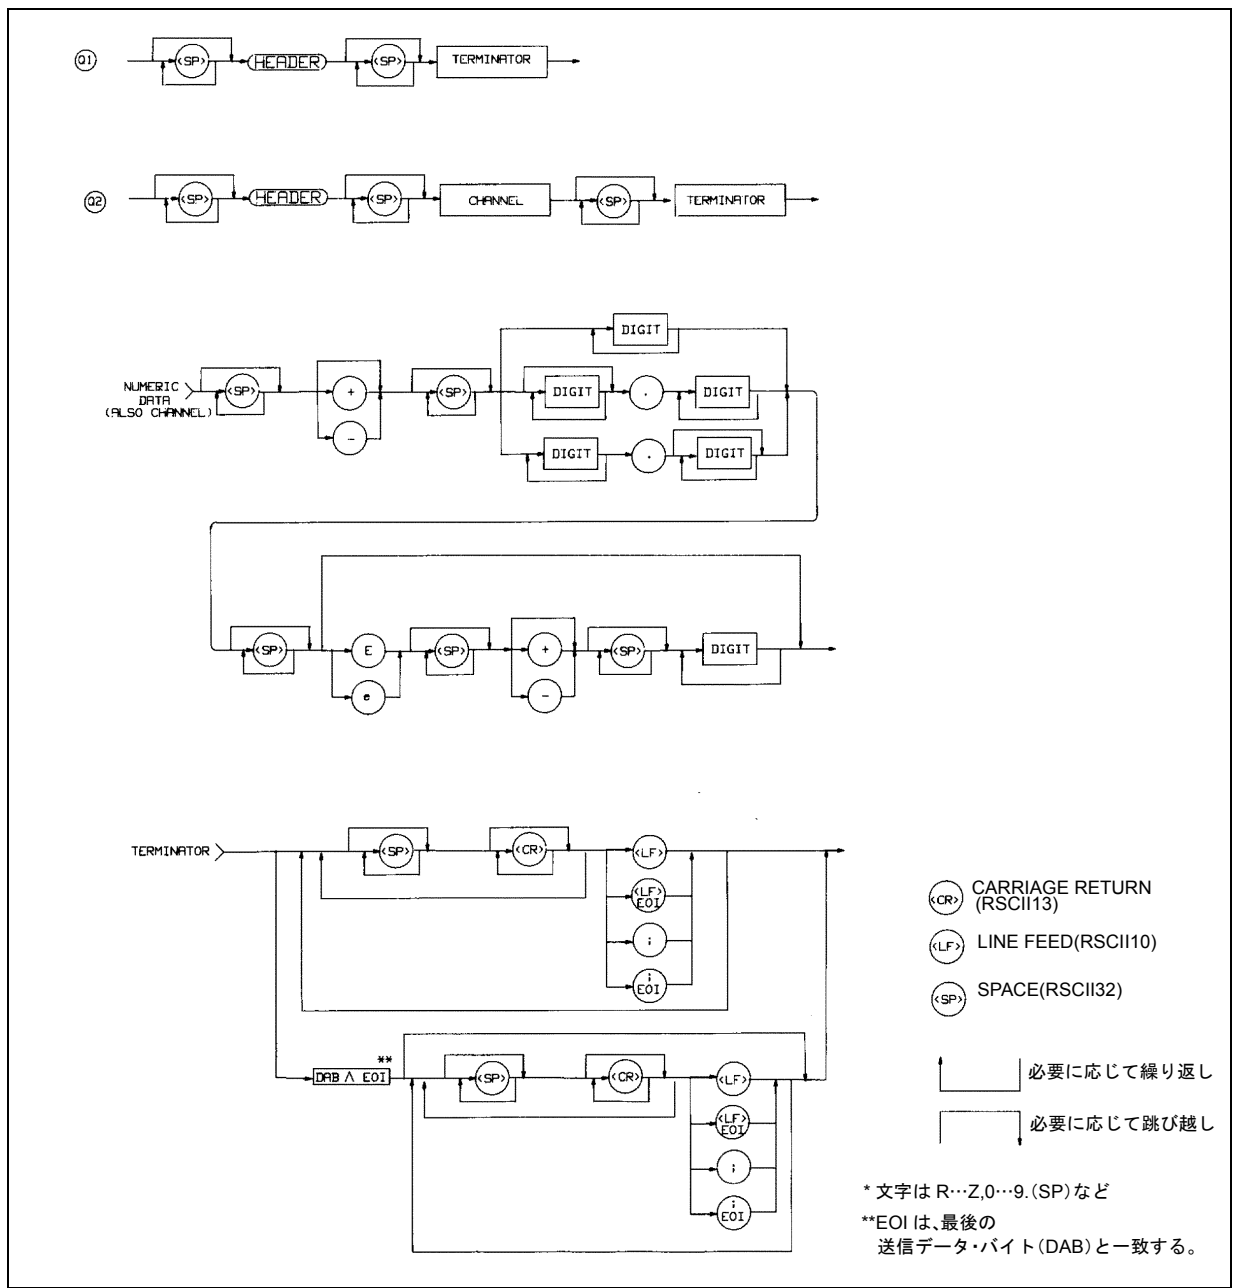 Q1 <SP> HEADER <SP> TERMINATOR
Q2 <SP> HEADER <SP> CHANNEL <SP> TERMINATOR
DIGIT
NUMERIC
DATA
(ALSO CHANNEL)
<SP> + <SP> DIGIT . DIGIT
-
DIGIT . DIGIT
<SP> E <SP> + <SP> DIGIT
e -
TERMINATOR <SP> <CR> <LF>
<LF>
EOI
;
;
EOI
**
DAB Λ EOI <SP> <CR> <LF>
<LF>
EOI
;
;
EOI
<CR> CARRIAGE RETURN
(RSCII13)
<LF> LINE FEED(RSCII10)
<SP> SPACE(RSCII32)
必要に応じて繰り返し
必要に応じて跳び越し
* 文字は R…Z,0…9.(SP)など
**EOI は、最後の
送信データ・バイト(DAB)と一致する。